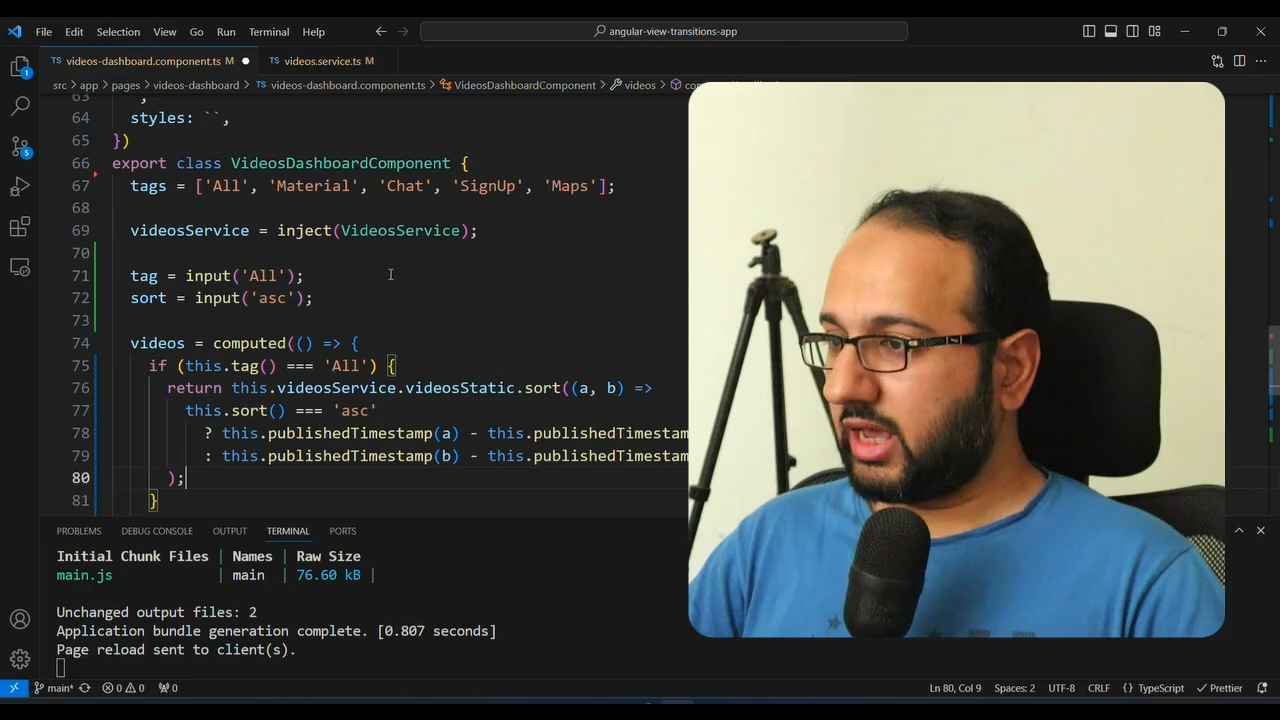 File Edit Selection View Go Run Terminal Help
angular-view-transitions-app
videos-dashboard.component.ts M
videos.service.ts M
src > app > pages > videos-dashboard > TS videos-dashboard.component.ts > VideosDashboardComponent > videos >
63 `,
64 styles: ``,
65 })
66 export class VideosDashboardComponent {
67 tags = ['All', 'Material', 'Chat', 'SignUp', 'Maps'];
68
69 videosService = inject(VideosService);
70
71 tag = input('All');
72 sort = input('asc');
73
74 videos = computed(() => {
75 if (this.tag() === 'All') {
76 return this.videosService.videosStatic.sort((a, b) =>
77 this.sort() === 'asc'
78 ? this.publishedTimestamp(a) - this.publishedTimestam
79 : this.publishedTimestamp(b) - this.publishedTimestam
80 );
81 }
PROBLEMS DEBUG CONSOLE OUTPUT TERMINAL PORTS
Initial Chunk Files | Names | Raw Size
main.js | main | 76.60 kB |
Unchanged output files: 2
Application bundle generation complete. [0.807 seconds]
Page reload sent to client(s).
main* 0 0 0 Ln 80, Col 9 Spaces: 2 UTF-8 CRLF {} TypeScript Prettier